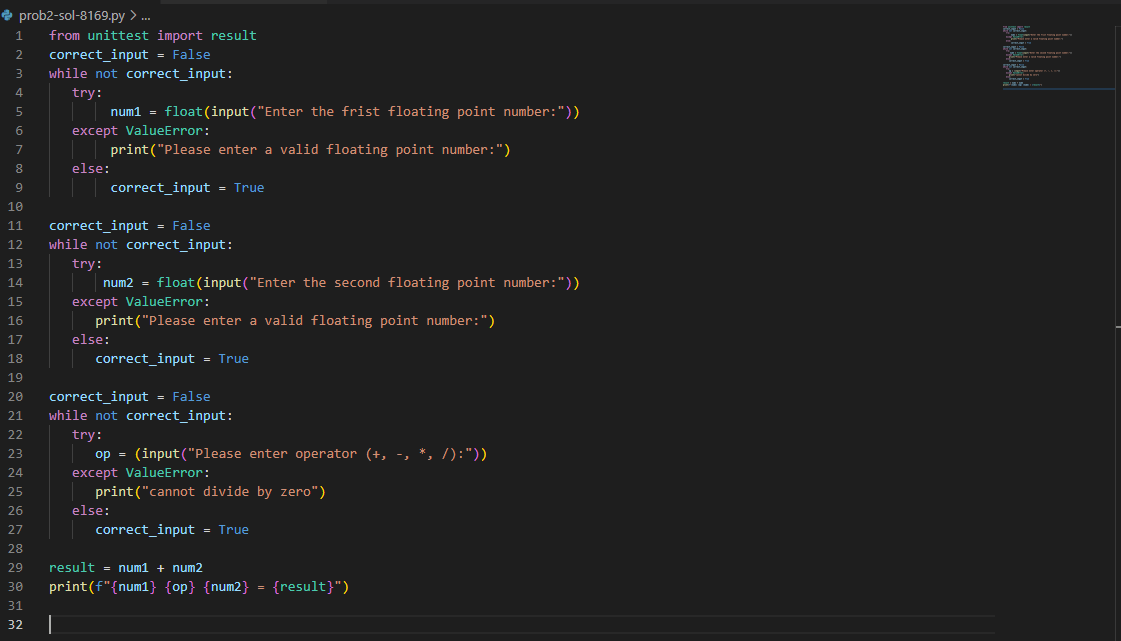 prob2-sol-8169.py > ...
1 from unittest import result
2 correct_input = False
3 while not correct_input:
4     try:
5         num1 = float(input("Enter the frist floating point number:"))
6     except ValueError:
7         print("Please enter a valid floating point number:")
8     else:
9         correct_input = True
10
11 correct_input = False
12 while not correct_input:
13     try:
14         num2 = float(input("Enter the second floating point number:"))
15     except ValueError:
16         print("Please enter a valid floating point number:")
17     else:
18         correct_input = True
19
20 correct_input = False
21 while not correct_input:
22     try:
23         op = (input("Please enter operator (+, -, *, /):"))
24     except ValueError:
25         print("cannot divide by zero")
26     else:
27         correct_input = True
28
29 result = num1 + num2
30 print(f"{num1} {op} {num2} = {result}")
31
32